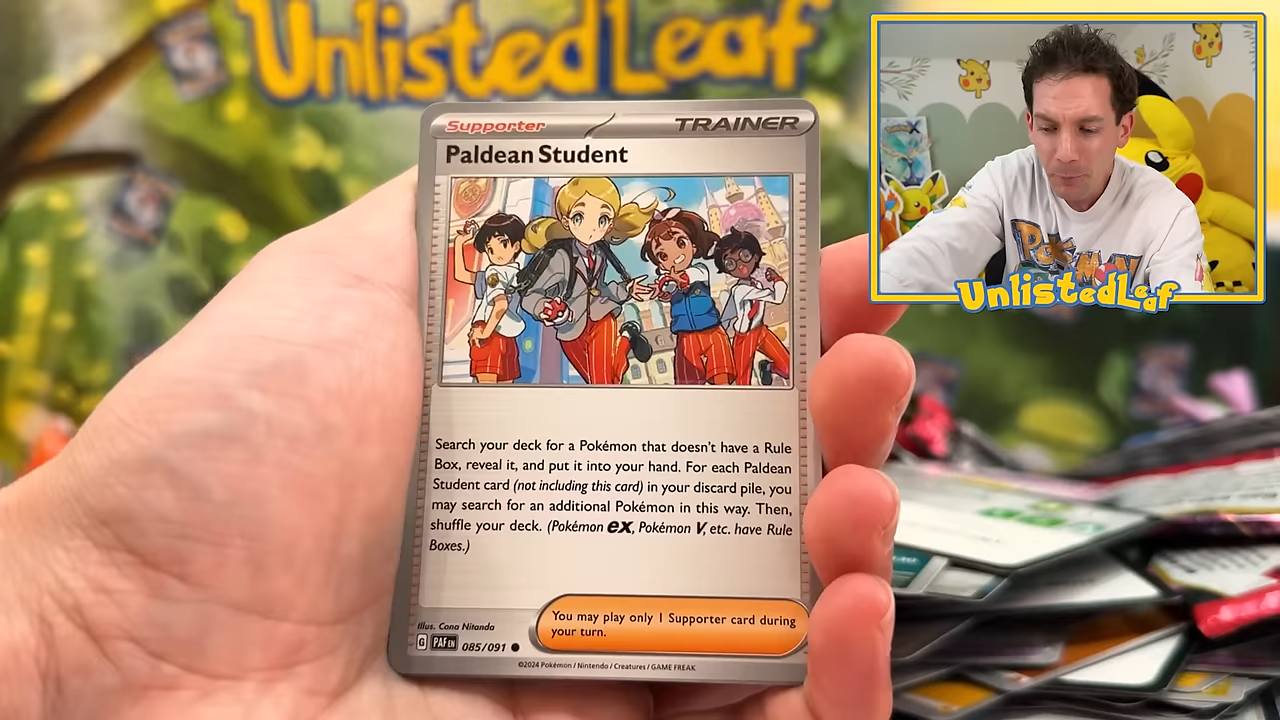 UnlistedLeaf
Supporter
TRAINER
Paldean Student
Search your deck for a Pokémon that doesn't have a Rule
Box, reveal it, and put it into your hand. For each Paldean
Student card (not including this card) in your discard pile, you
may search for an additional Pokémon in this way. Then,
shuffle your deck. (Pokémon ex, Pokémon V, etc. have Rule
Boxes.)
You may play only 1 Supporter card during
your turn.
Illus. Cona Nitanda
G PAF EN 085/091
©2024 Pokémon / Nintendo / Creatures / GAME FREAK
POKÉMON
UnlistedLeaf